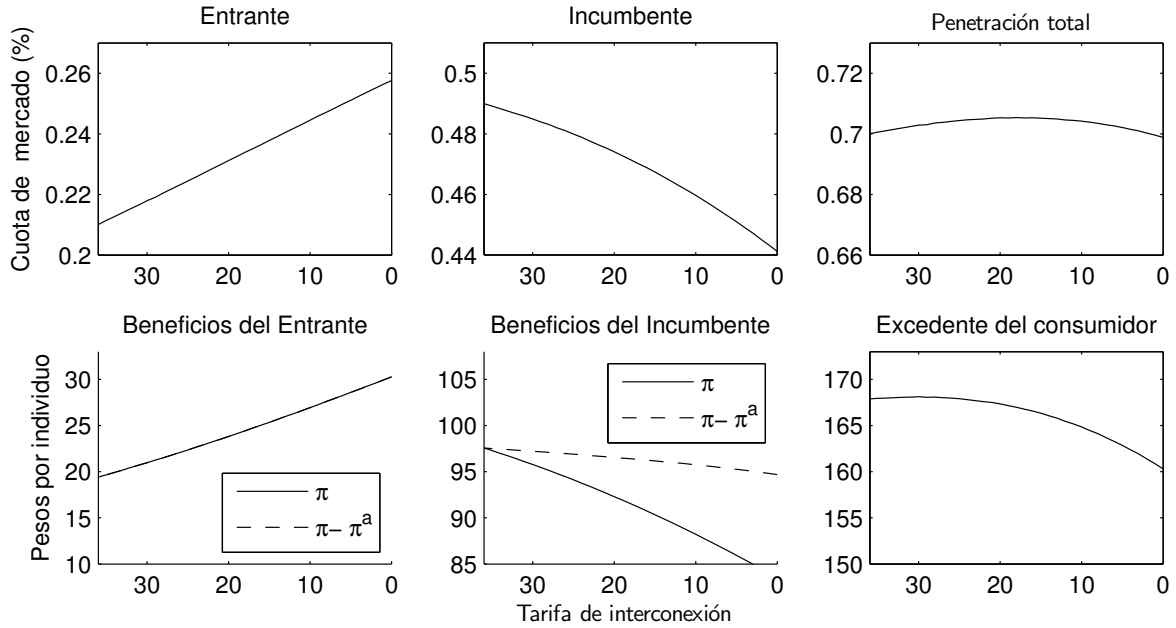 Entrante
Incumbente
Penetración total
Cuota de mercado (%)
0.26
0.24
0.22
0.2
30 20 10 0
0.5
0.48
0.46
0.44
30 20 10 0
0.72
0.7
0.68
0.66
30 20 10 0
Beneficios del Entrante
Beneficios del Incumbente
Excedente del consumidor
Pesos por individuo
30
25
20
15
10
π
π− πᵃ
30 20 10 0
105
100
95
90
85
π
π− πᵃ
30 20 10 0
170
165
160
155
150
30 20 10 0
Tarifa de interconexión